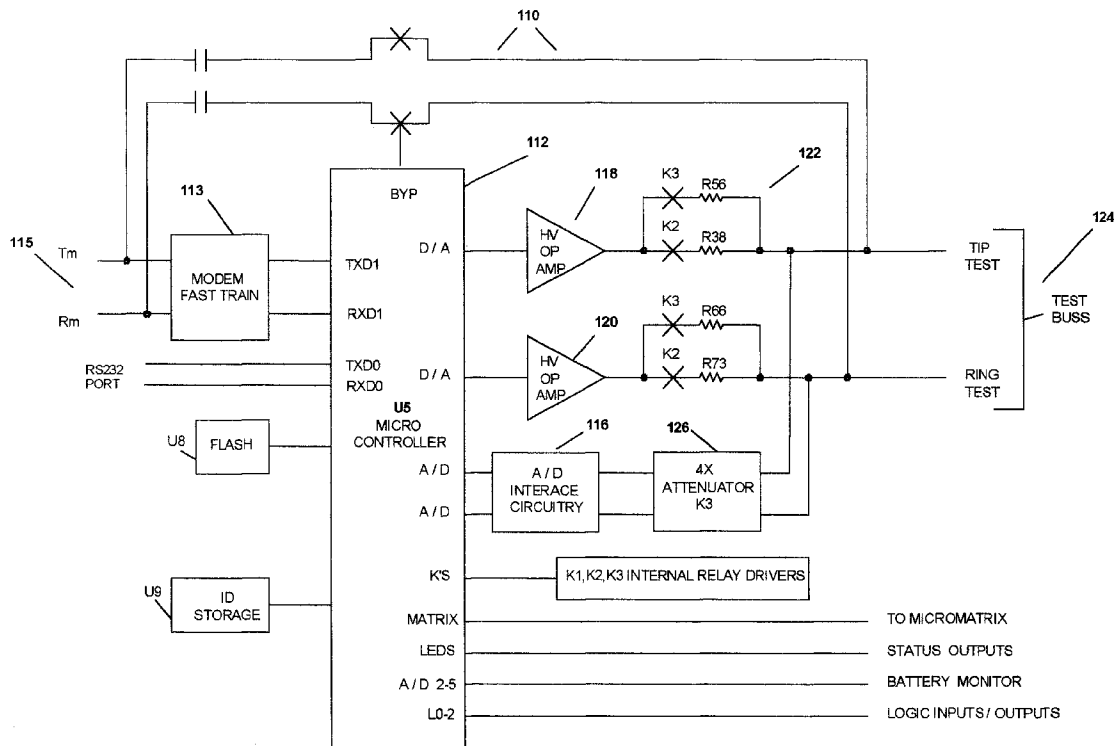 110
112
BYP
113
115
Tm
Rm
MODEM
FAST TRAIN
TXD1
RXD1
D / A
118
HV
OP
AMP
K3
R56
K2
R38
122
124
TIP
TEST
TEST
BUSS
120
HV
OP
AMP
K3
R66
K2
R73
RING
TEST
RS232
PORT
TXD0
RXD0
D / A
U5
MICRO
CONTROLLER
U8
FLASH
A / D
A / D
116
A / D
INTERACE
CIRCUITRY
126
4X
ATTENUATOR
K3
U9
ID
STORAGE
K'S
K1,K2,K3 INTERNAL RELAY DRIVERS
MATRIX
TO MICROMATRIX
LEDS
STATUS OUTPUTS
A / D 2-5
BATTERY MONITOR
L0-2
LOGIC INPUTS / OUTPUTS